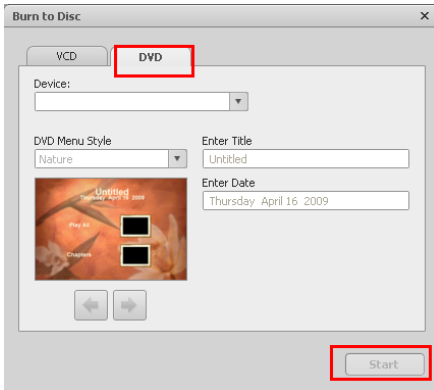 Burn to Disc
VCD
DVD
Device:
DVD Menu Style
Enter Title
Nature
Untitled
Enter Date
Thursday April 16 2009
Untitled
Thursday April 16 2009
Play All
Chapters
Start